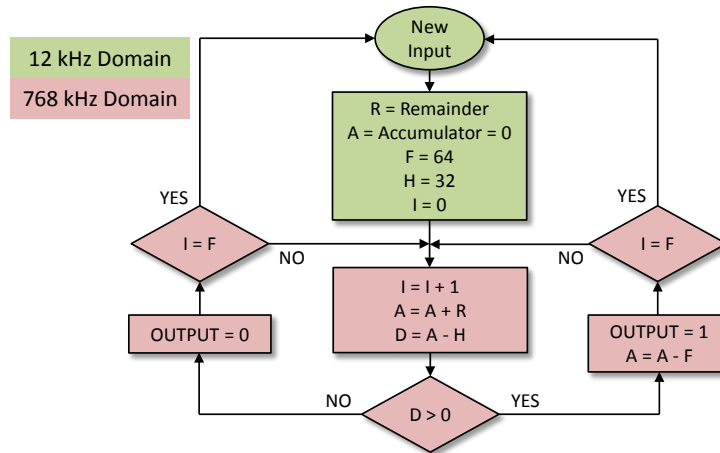 New
Input
12 kHz Domain
768 kHz Domain
R = Remainder
A = Accumulator = 0
F = 64
H = 32
I = 0
YES
YES
I = F
NO
NO
I = F
I = I + 1
A = A + R
D = A - H
OUTPUT = 0
OUTPUT = 1
A = A - F
NO
D > 0
YES